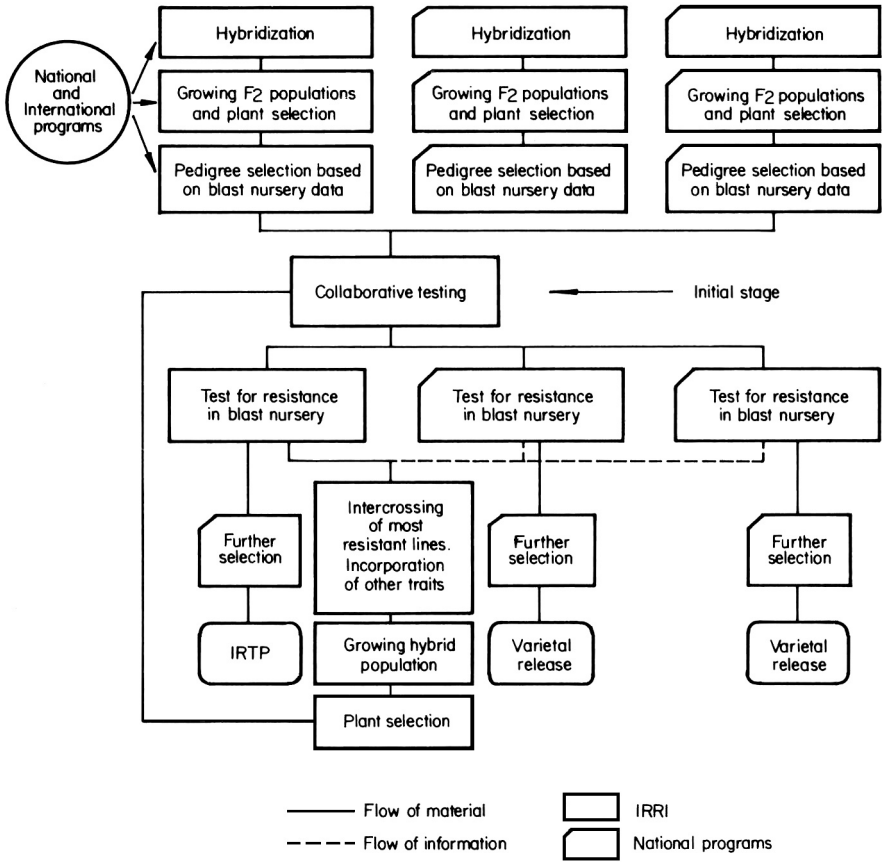 National
and
International
programs
Hybridization
Hybridization
Hybridization
Growing F2 populations
and plant selection
Growing F2 populations
and plant selection
Growing F2 populations
and plant selection
Pedigree selection based
on blast nursery data
Pedigree selection based
on blast nursery data
Pedigree selection based
on blast nursery data
Collaborative testing
Initial stage
Test for resistance
in blast nursery
Test for resistance
in blast nursery
Test for resistance
in blast nursery
Further
selection
Intercrossing
of most
resistant lines.
Incorporation
of other traits
Further
selection
Further
selection
IRTP
Growing hybrid
population
Varietal
release
Varietal
release
Plant selection
Flow of material
IRRI
Flow of information
National programs